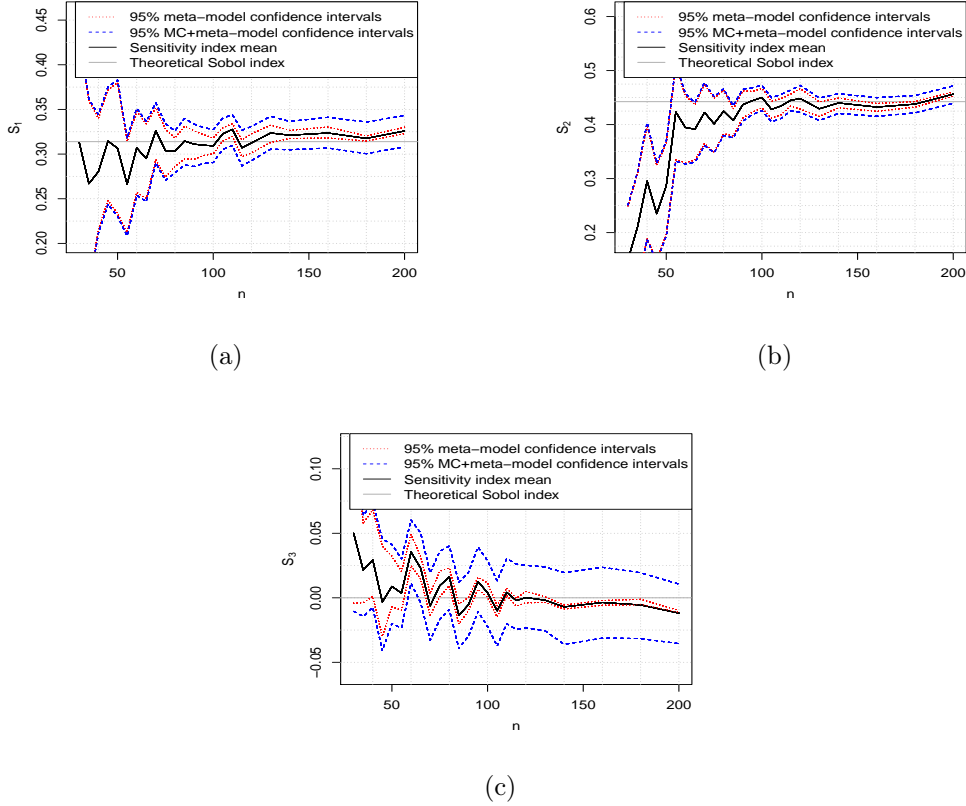 95% meta−model confidence intervals
95% MC+meta−model confidence intervals
Sensitivity index mean
Theoretical Sobol index
S1
0.45
0.40
0.35
0.30
0.25
0.20
50 100 150 200
n
(a)
95% meta−model confidence intervals
95% MC+meta−model confidence intervals
Sensitivity index mean
Theoretical Sobol index
S2
0.6
0.5
0.4
0.3
0.2
50 100 150 200
n
(b)
95% meta−model confidence intervals
95% MC+meta−model confidence intervals
Sensitivity index mean
Theoretical Sobol index
S3
0.10
0.05
0.00
−0.05
50 100 150 200
n
(c)